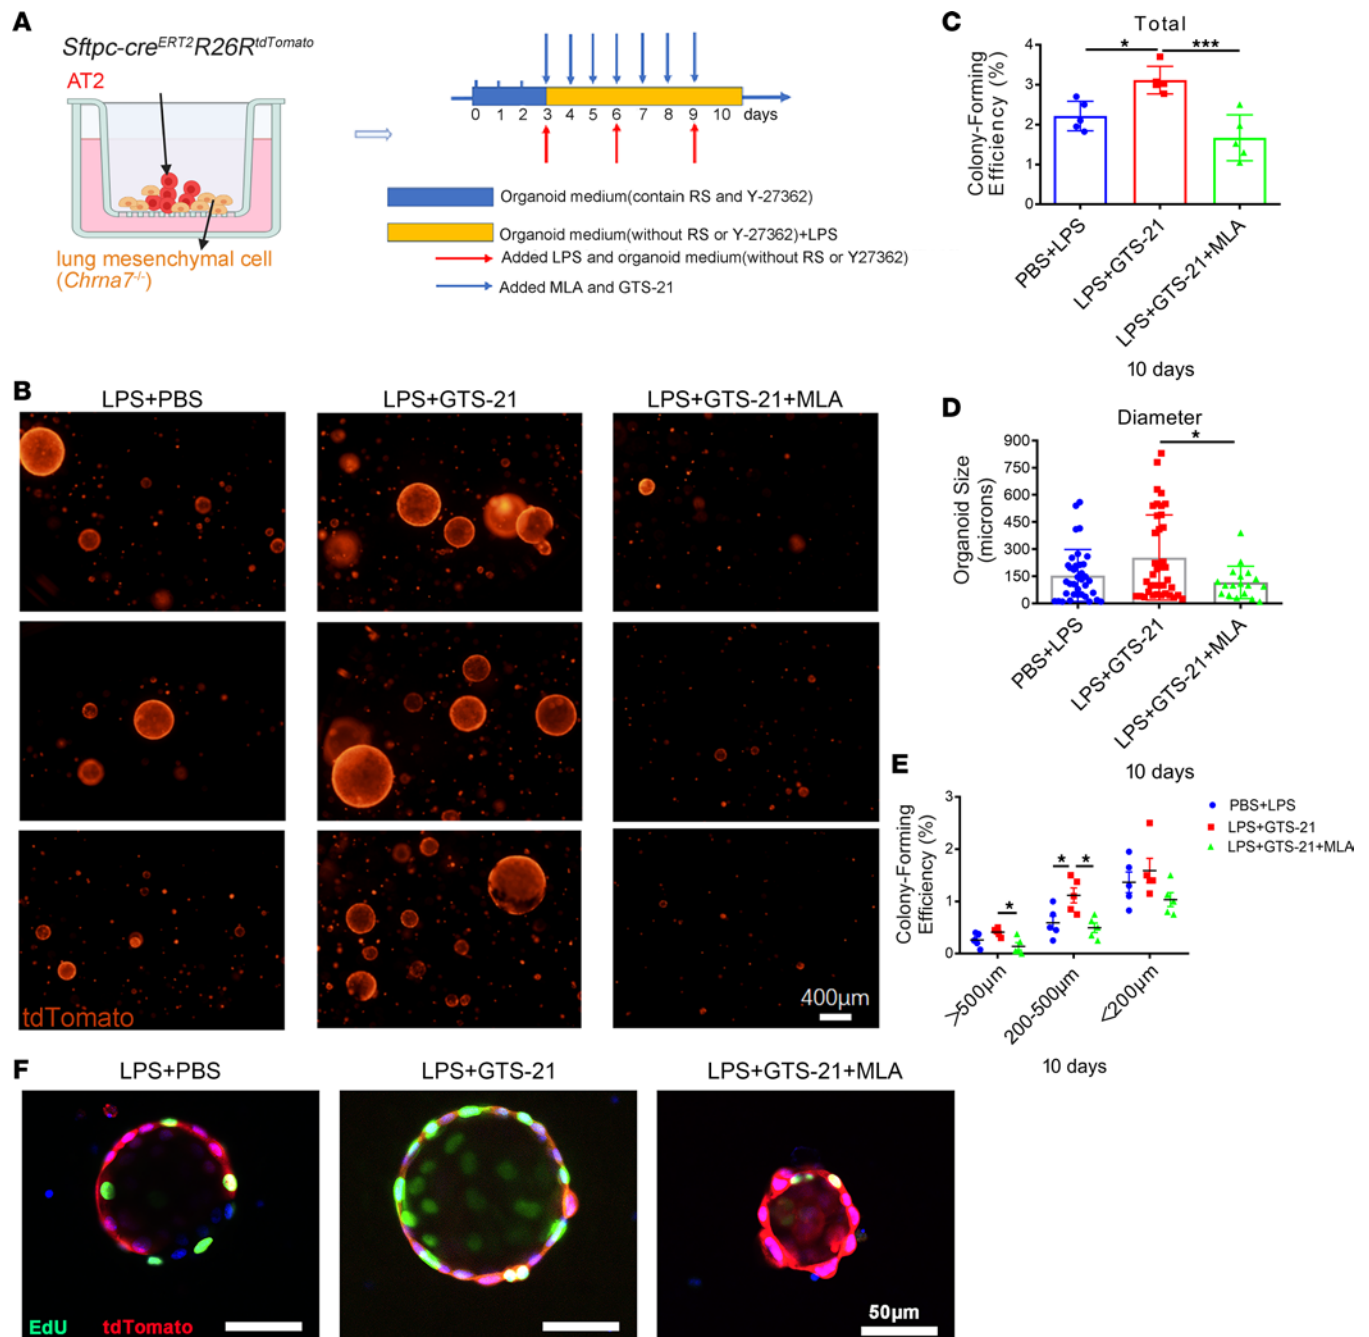 A
Sftpc-creERT2R26RtdTomato
AT2
lung mesenchymal cell
(Chrna7-/-)
0 1 2 3 4 5 6 7 8 9 10 days
Organoid medium(contain RS and Y-27362)
Organoid medium(without RS or Y-27362)+LPS
Added LPS and organoid medium(without RS or Y27362)
Added MLA and GTS-21
C
Total
* ***
Colony-Forming
Efficiency (%)
4
3
2
1
0
PBS+LPS
LPS+GTS-21
LPS+GTS-21+MLA
10 days
B
LPS+PBS
LPS+GTS-21
LPS+GTS-21+MLA
tdTomato
400μm
D
Diameter
*
Organoid Size
(microns)
900
750
600
450
300
150
0
PBS+LPS
LPS+GTS-21
LPS+GTS-21+MLA
10 days
E
Colony-Forming
Efficiency (%)
3
2
1
0
* * *
PBS+LPS
LPS+GTS-21
LPS+GTS-21+MLA
>500μm
200-500μm
<200μm
10 days
F
LPS+PBS
LPS+GTS-21
LPS+GTS-21+MLA
EdU tdTomato
50μm